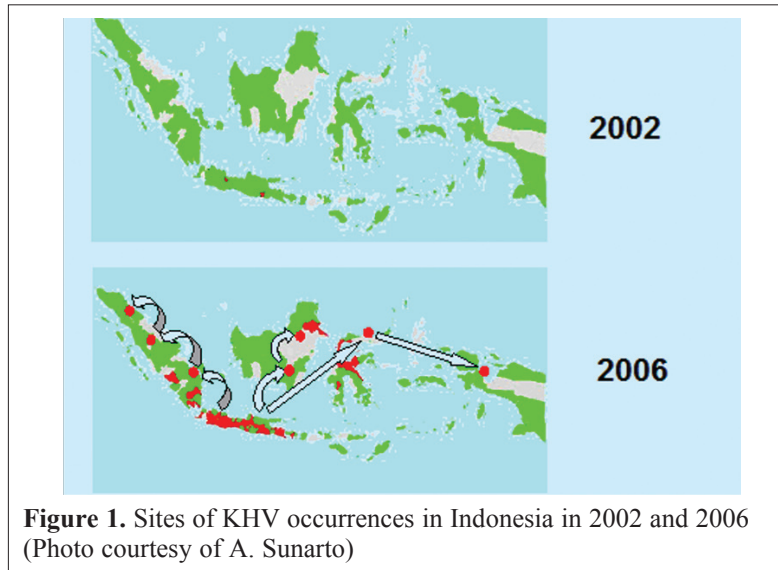 2002
2006
Figure 1. Sites of KHV occurrences in Indonesia in 2002 and 2006
(Photo courtesy of A. Sunarto)